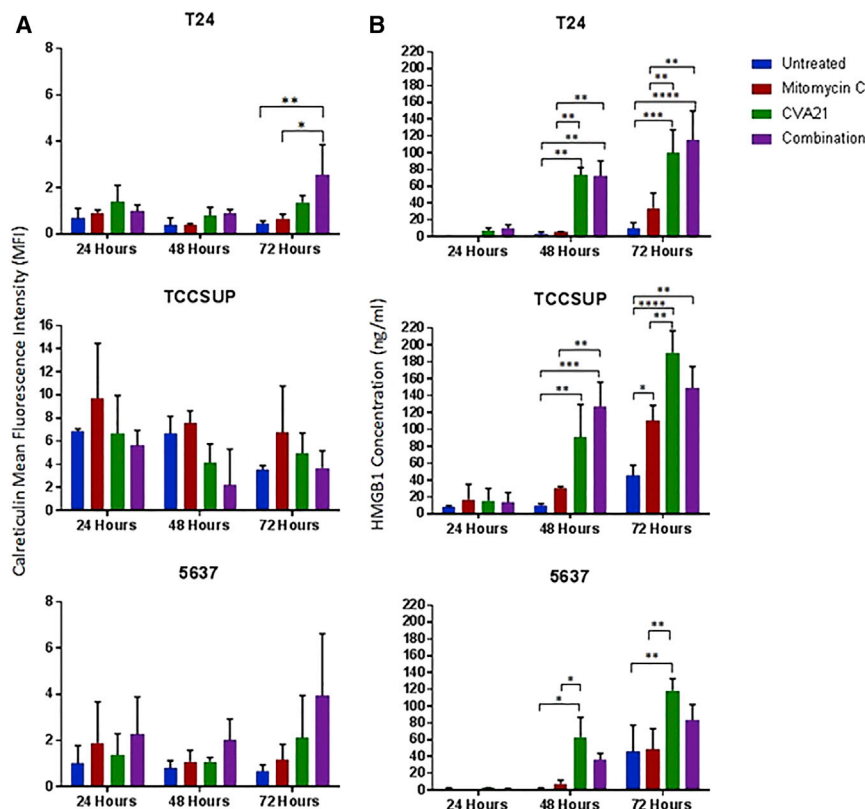 A
B
T24
8
6
4
2
0
**
*
24 Hours
48 Hours
72 Hours
TCCSUP
16
14
12
10
8
6
4
2
0
24 Hours
48 Hours
72 Hours
5637
8
6
4
2
0
24 Hours
48 Hours
72 Hours
Calreticulin Mean Fluorescence Intensity (MFI)
T24
220
200
180
160
140
120
100
80
60
40
20
0
**
**
**
**
**
**
****
***
24 Hours
48 Hours
72 Hours
TCCSUP
220
200
180
160
140
120
100
80
60
40
20
0
**
***
**
**
****
**
*
24 Hours
48 Hours
72 Hours
5637
220
200
180
160
140
120
100
80
60
40
20
0
*
*
**
**
24 Hours
48 Hours
72 Hours
HMGB1 Concentration (ng/ml)
Untreated
Mitomycin C
CVA21
Combination